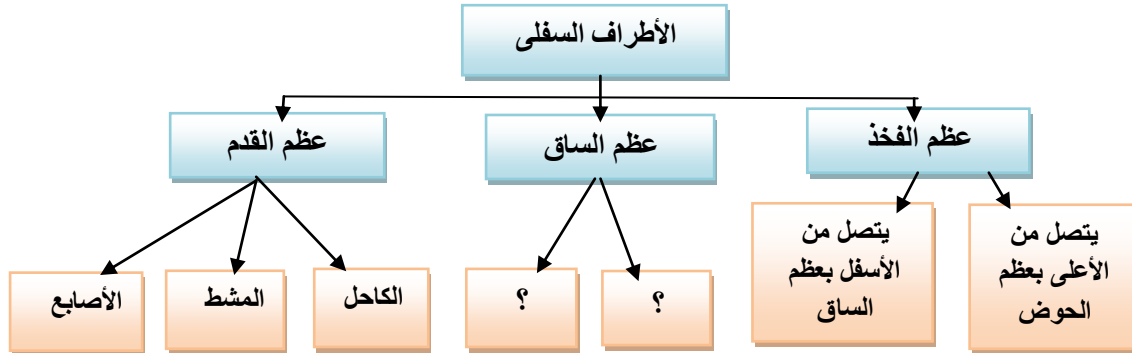 الأطراف السفلى
عظم الفخذ
عظم الساق
عظم القدم
يتصل من
الأعلى بعظم
الحوض
يتصل من
الأسفل بعظم
الساق
؟
؟
الكاحل
المشط
الأصابع